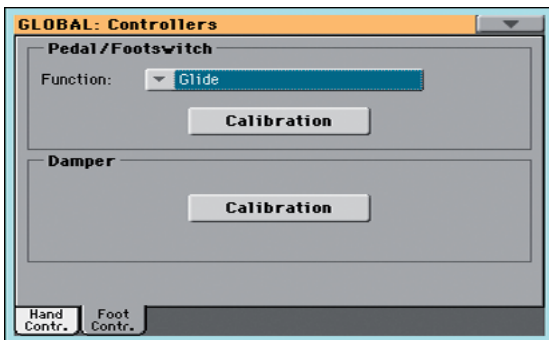 GLOBAL: Controllers
Pedal/Footswitch
Function: Glide
Calibration
Damper
Calibration
Hand Contr.
Foot Contr.